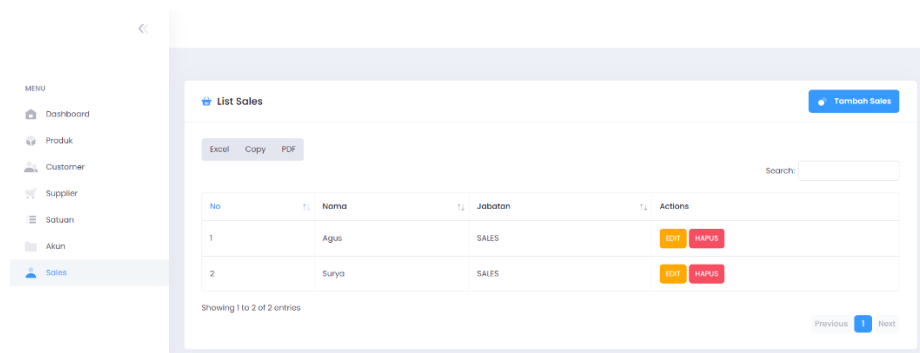 MENU
Dashboard
Produk
Customer
Supplier
Satuan
Akun
Sales
List Sales
Tambah Sales
Excel Copy PDF
Search:
No Nama Jabatan Actions
1 Agus SALES EDIT HAPUS
2 Surya SALES EDIT HAPUS
Showing 1 to 2 of 2 entries
Previous 1 Next